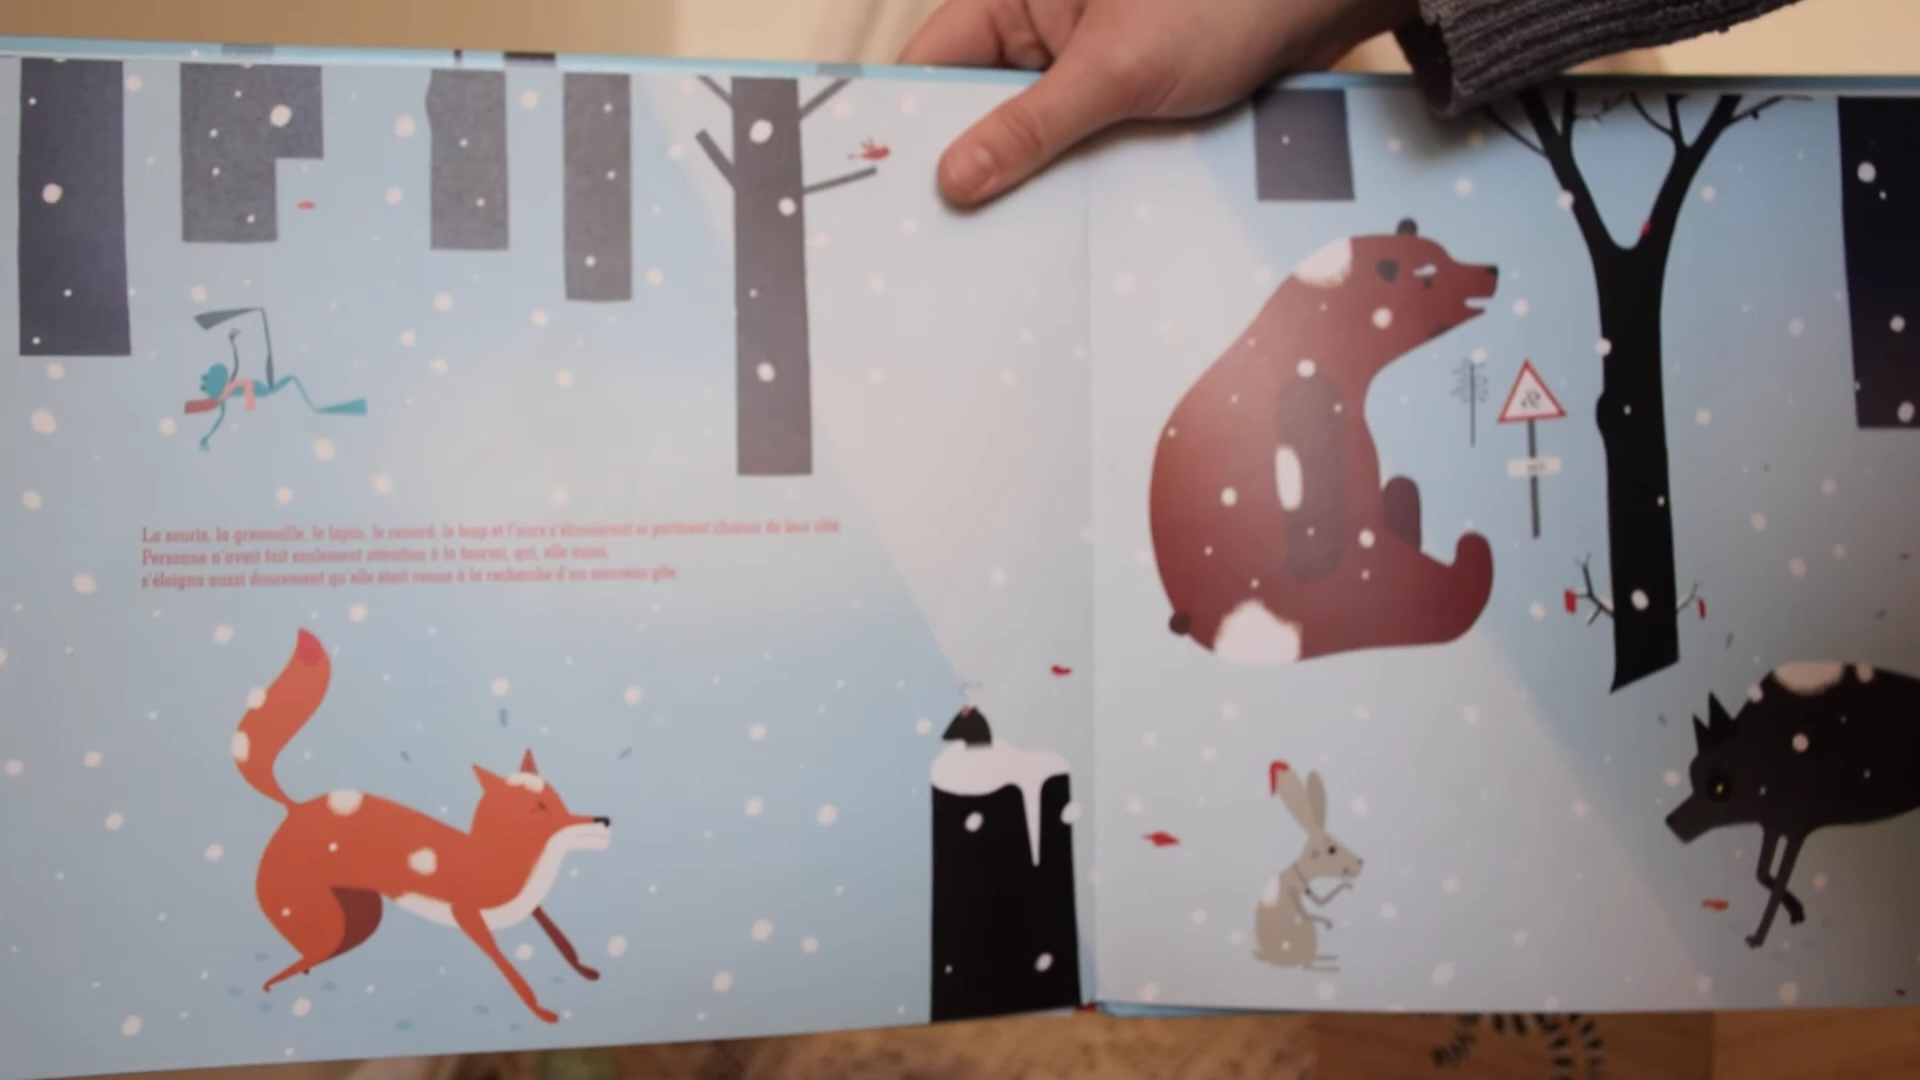 La souris, la grenouille, le lapin, le renard, le loup et l'ours s'ébrouèrent et partirent chacun de leur côté.
Personne n'avait fait seulement attention à la fourmi, qui, elle aussi,
s'éloigna aussi doucement qu'elle était venue à la recherche d'un nouveau gîte.